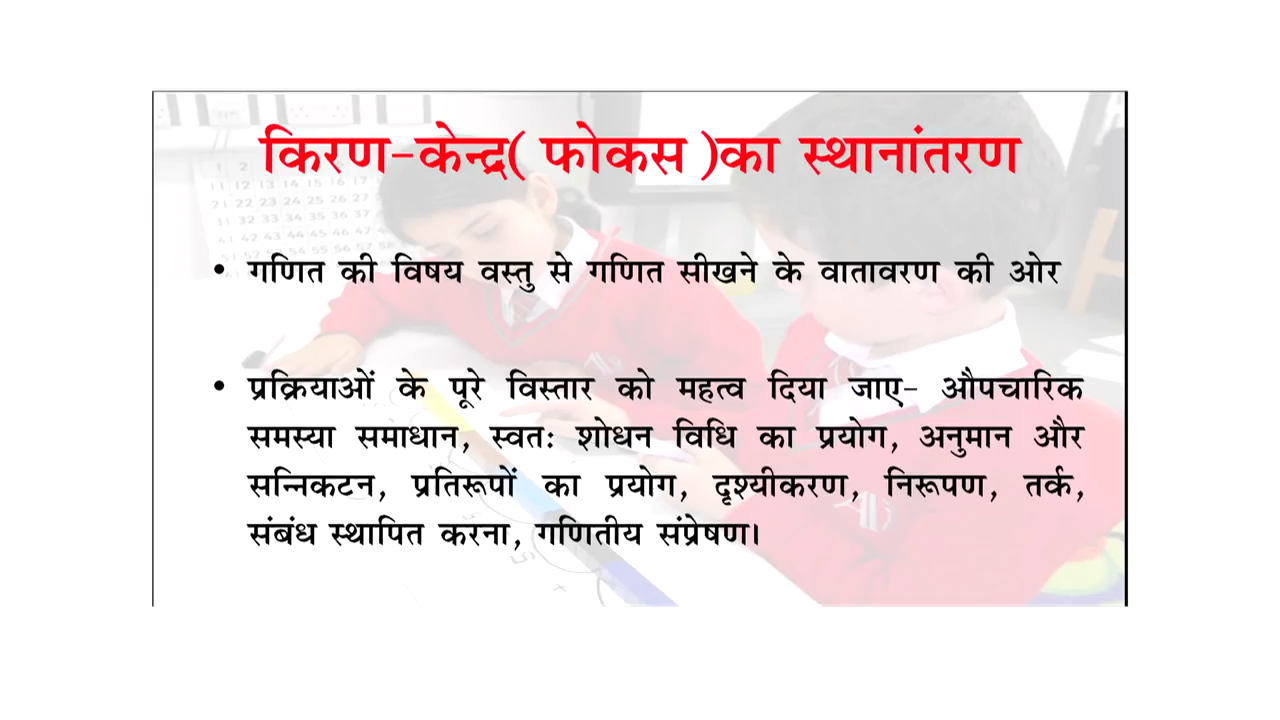 किरण-केन्द्र( फोकस )का स्थानांतरण
• गणित की विषय वस्तु से गणित सीखने के वातावरण की ओर
• प्रक्रियाओं के पूरे विस्तार को महत्व दिया जाए- औपचारिक
समस्या समाधान, स्वतः शोधन विधि का प्रयोग, अनुमान और
सन्निकटन, प्रतिरूपों का प्रयोग, दृश्यीकरण, निरूपण, तर्क,
संबंध स्थापित करना, गणितीय संप्रेषण।